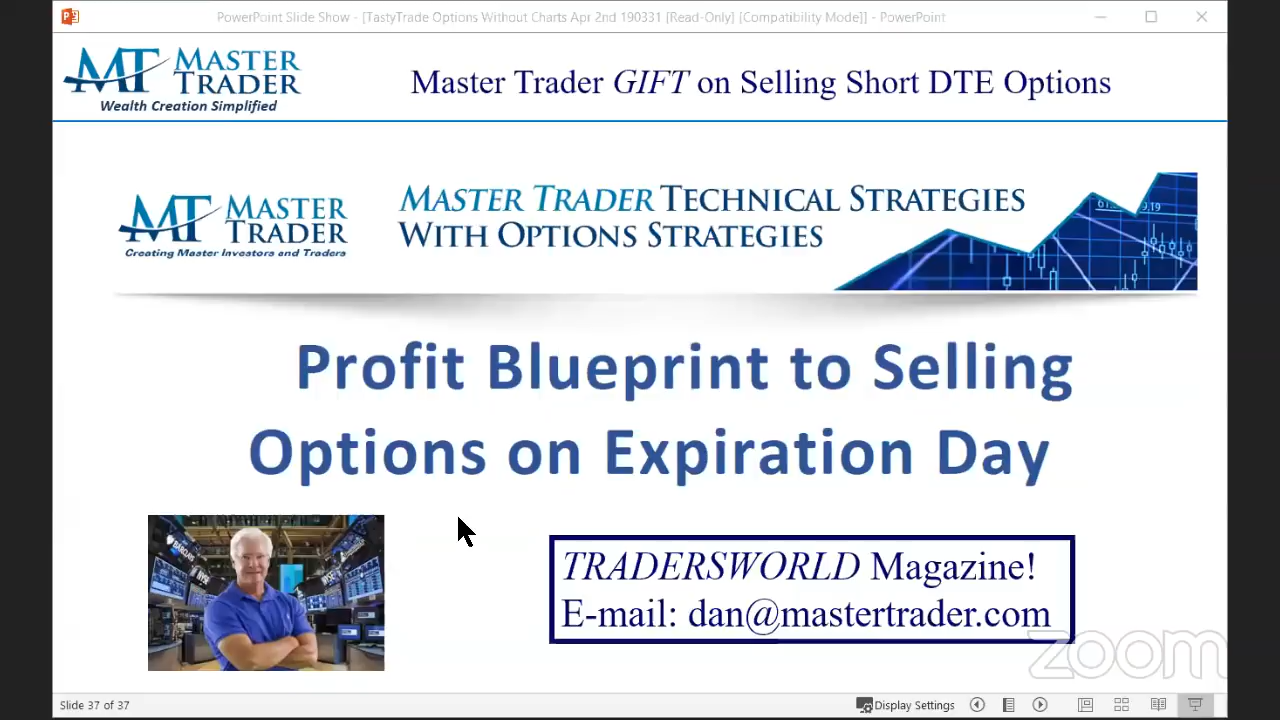 PowerPoint Slide Show - [TastyTrade Options Without Charts Apr 2nd 190331 [Read-Only] [Compatibility Mode]] - PowerPoint
MT MASTER TRADER
Wealth Creation Simplified
Master Trader GIFT on Selling Short DTE Options
MT MASTER TRADER
Creating Master Investors and Traders
MASTER TRADER TECHNICAL STRATEGIES
WITH OPTIONS STRATEGIES
Profit Blueprint to Selling
Options on Expiration Day
BARCLAYS
TRADERSWORLD Magazine!
E-mail: dan@mastertrader.com
zoom
Slide 37 of 37
Display Settings